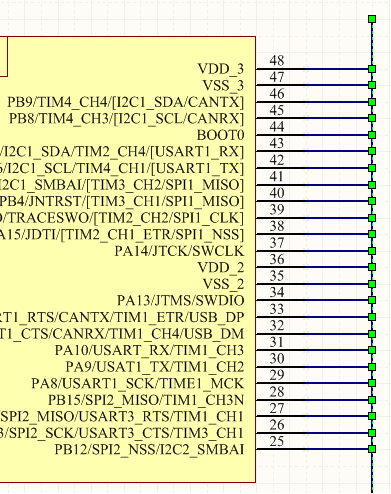 VDD_3 48
VSS_3 47
PB9/TIM4_CH4/[I2C1_SDA/CANTX] 46
PB8/TIM4_CH3/[I2C1_SCL/CANRX] 45
BOOT0 44
/I2C1_SDA/TIM2_CH4/[USART1_RX] 43
/I2C1_SCL/TIM4_CH1/[USART1_TX] 42
I2C1_SMBAI/[TIM3_CH2/SPI1_MISO] 41
PB4/JNTRST/[TIM3_CH1/SPI1_MISO] 40
/TRACESWO/[TIM2_CH2/SPI1_CLK] 39
A15/JDTI/[TIM2_CH1_ETR/SPI1_NSS] 38
PA14/JTCK/SWCLK 37
VDD_2 36
VSS_2 35
PA13/JTMS/SWDIO 34
RT1_RTS/CANTX/TIM1_ETR/USB_DP 33
T1_CTS/CANRX/TIM1_CH4/USB_DM 32
PA10/USART_RX/TIM1_CH3 31
PA9/USAT1_TX/TIM1_CH2 30
PA8/USART1_SCK/TIME1_MCK 29
PB15/SPI2_MISO/TIM1_CH3N 28
/SPI2_MISO/USART3_RTS/TIM1_CH1 27
3/SPI2_SCK/USART3_CTS/TIM3_CH1 26
PB12/SPI2_NSS/I2C2_SMBAI 25